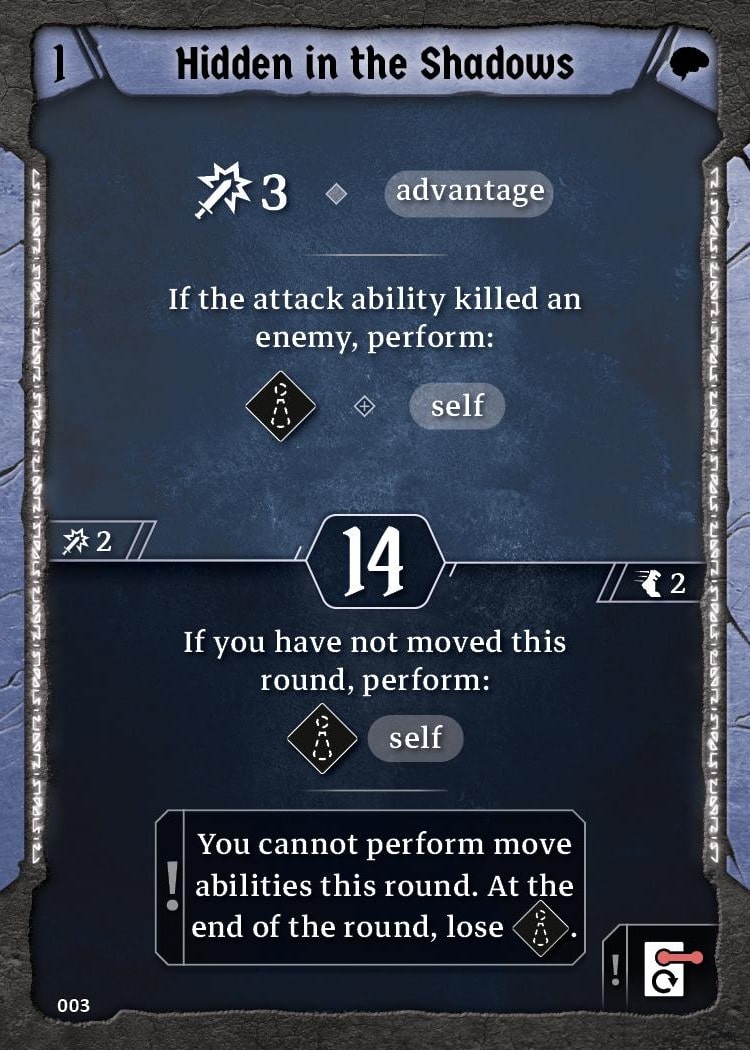 1 Hidden in the Shadows
3 advantage
If the attack ability killed an
enemy, perform:
self
2
14
2
If you have not moved this
round, perform:
self
! You cannot perform move
abilities this round. At the
end of the round, lose .
!
003